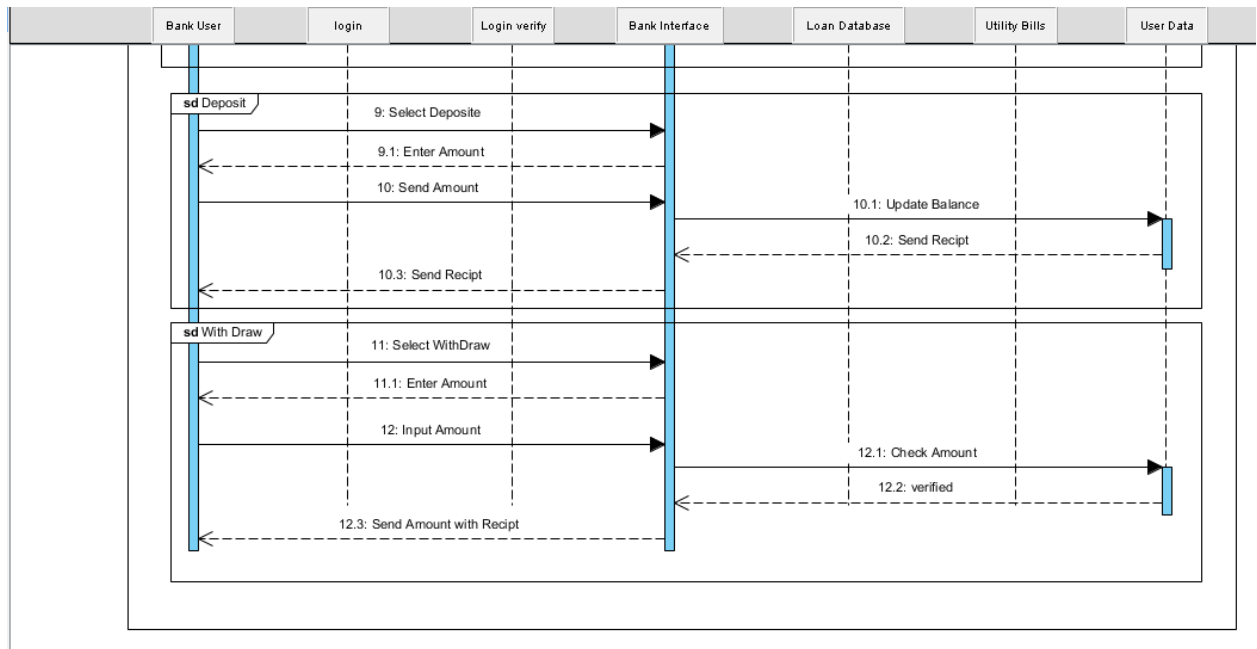 Bank User
login
Login verify
Bank Interface
Loan Database
Utility Bills
User Data
sd Deposit
9: Select Deposite
9.1: Enter Amount
10: Send Amount
10.1: Update Balance
10.2: Send Recipt
10.3: Send Recipt
sd With Draw
11: Select WithDraw
11.1: Enter Amount
12: Input Amount
12.1: Check Amount
12.2: verified
12.3: Send Amount with Recipt